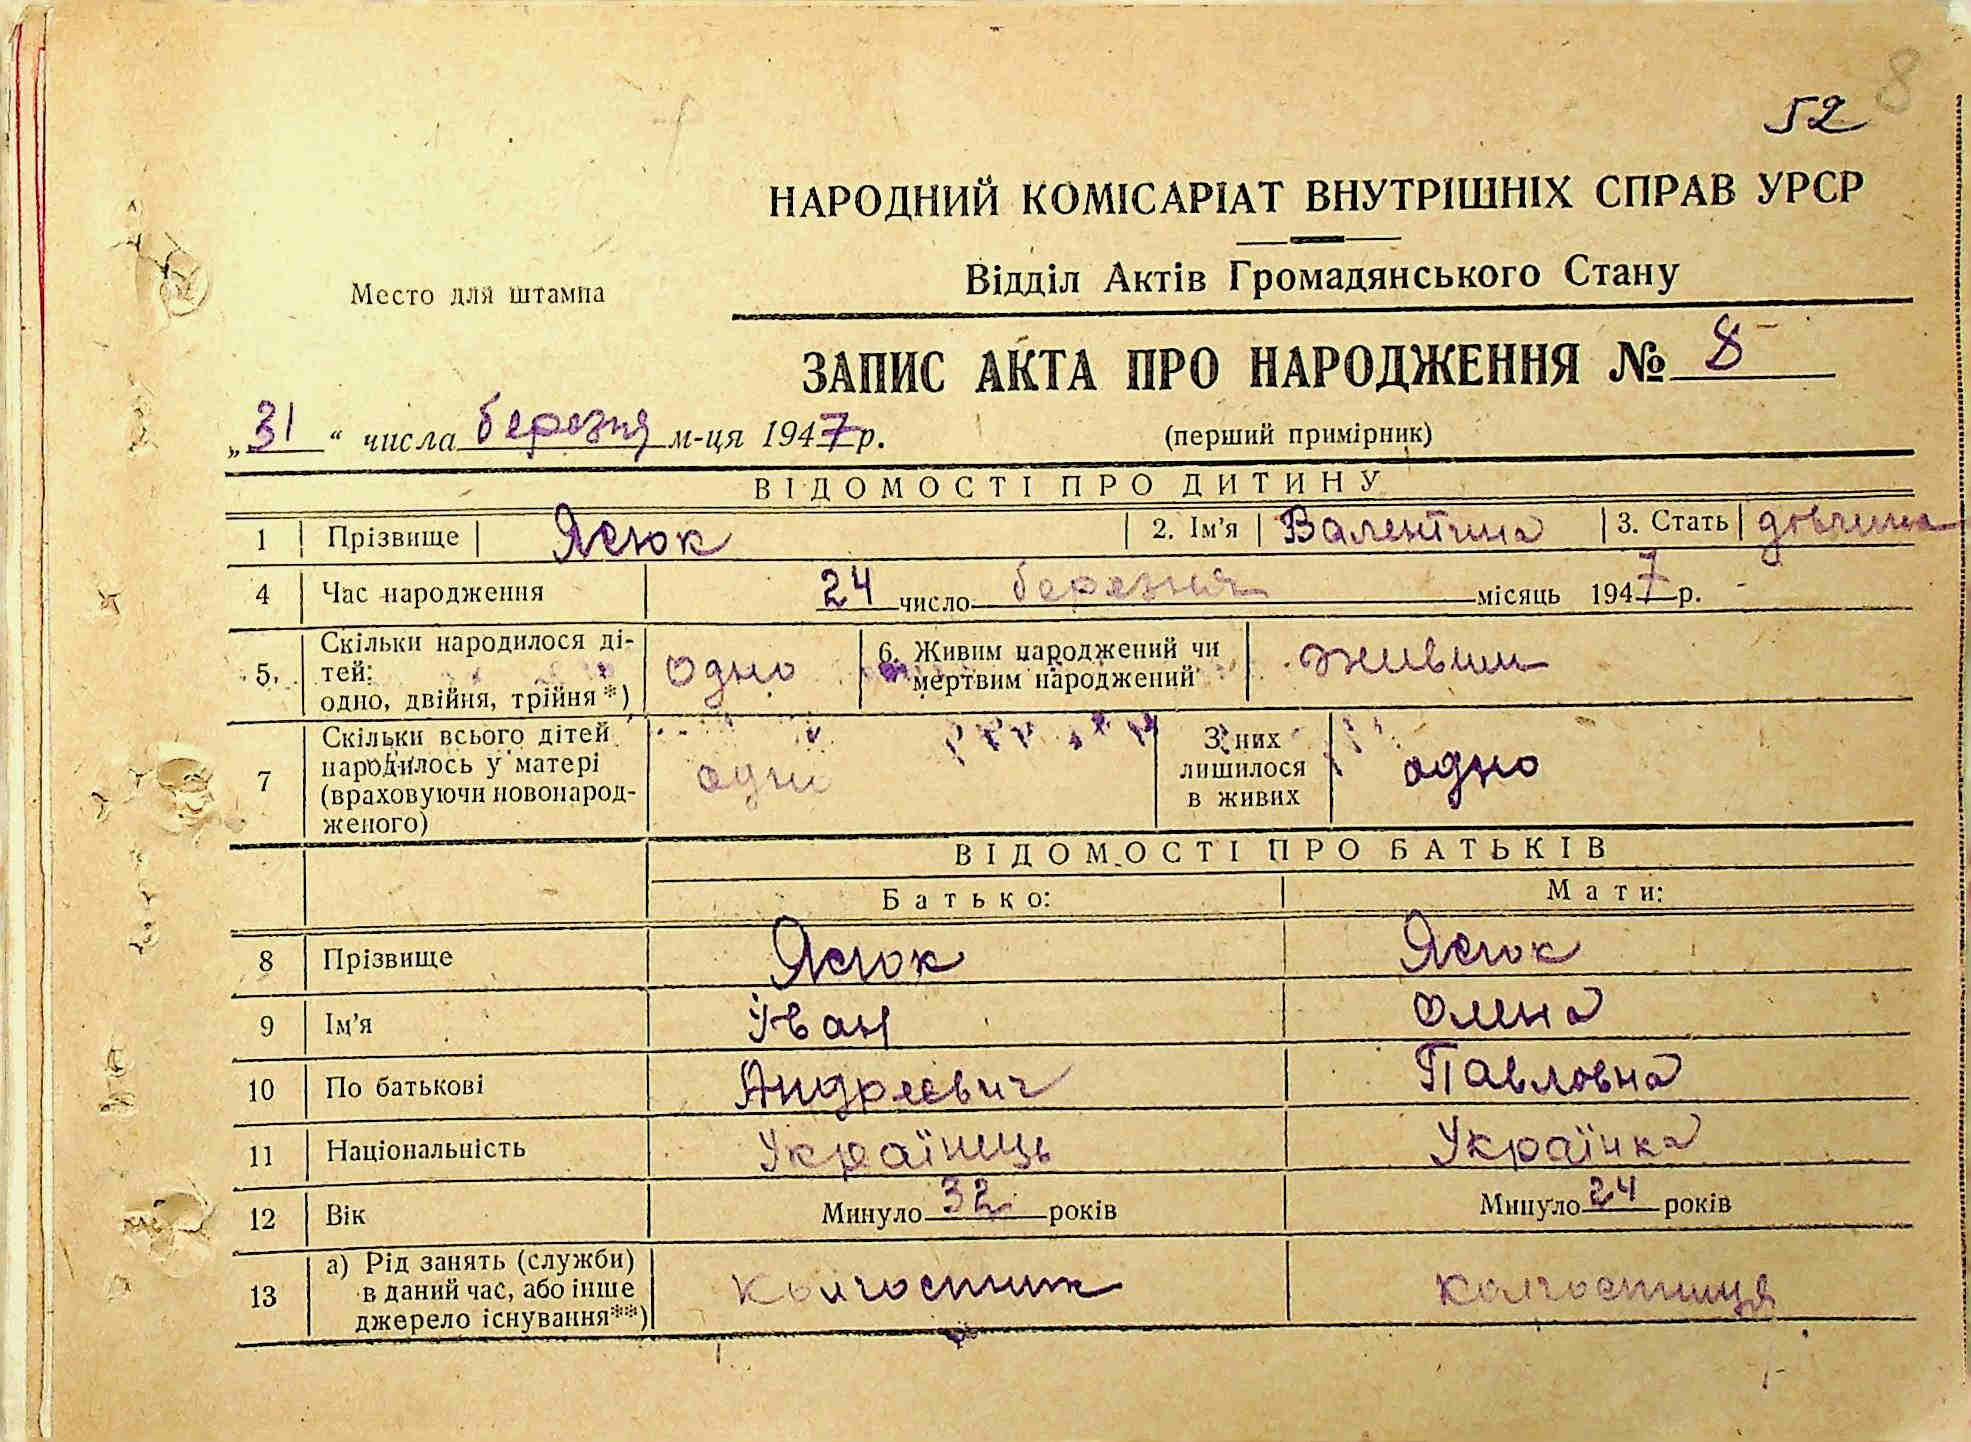 8
52
НАРОДНИЙ КОМІСАРІАТ ВНУТРІШНІХ СПРАВ УРСР
Відділ Актів Громадянського Стану
Место для штампа
ЗАПИС АКТА ПРО НАРОДЖЕННЯ № 8
„31“ числа березня м-ця 1947 р.
(перший примірник)
ВІДОМОСТІ ПРО ДИТИНУ
1 Прізвище Ясюк 2. Ім'я Валентина 3. Стать дівчина
4 Час народження 24 число березня місяць 1947 р.
5 Скільки народилося ді-
тей:
одно, двійня, трійня *) одно 6. Живим народжений чи
мертвим народжений живим
7 Скільки всього дітей
народилось у матері
(враховуючи новонарод-
женого) одно З них
лишилося
в живих одно
ВІДОМОСТІ ПРО БАТЬКІВ
Батько: Мати:
8 Прізвище Ясюк Ясюк
9 Ім'я Іван Олена
10 По батькові Андреєвич Павловна
11 Національність Українець Українка
12 Вік Минуло 32 років Минуло 24 років
13 а) Рід занять (служби)
в даний час, або інше
джерело існування**) колгоспник колгоспниця